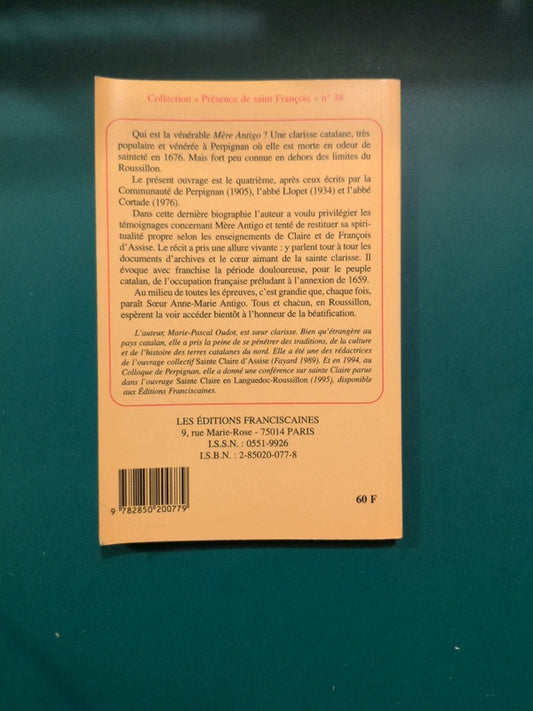 Collection « Présence de saint François » n° 38
Qui est la vénérable Mère Antigo ? Une clarisse catalane, très
populaire et vénérée à Perpignan où elle est morte en odeur de
sainteté en 1676. Mais fort peu connue en dehors des limites du
Roussillon.
Le présent ouvrage est le quatrième, après ceux écrits par la
Communauté de Perpignan (1905), l'abbé Llopet (1934) et l'abbé
Cortade (1976).
Dans cette dernière biographie l'auteur a voulu privilégier les
témoignages concernant Mère Antigo et tenté de restituer sa spiri-
tualité propre selon les enseignements de Claire et de François
d'Assise. Le récit a pris une allure vivante : y parlent tour à tour les
documents d'archives et le cœur aimant de la sainte clarisse. Il
évoque avec franchise la période douloureuse, pour le peuple
catalan, de l'occupation française préludant à l'annexion de 1659.
Au milieu de toutes les épreuves, c'est grandie que, chaque fois,
paraît Sœur Anne-Marie Antigo. Tous et chacun, en Roussillon,
espèrent la voir accéder bientôt à l'honneur de la béatification.
L'auteur, Marie-Pascal Oudot, est sœur clarisse. Bien qu'étrangère au
pays catalan, elle a pris la peine de se pénétrer des traditions, de la culture
et de l'histoire des terres catalanes du nord. Elle a été une des rédactrices
de l'ouvrage collectif Sainte Claire d'Assise (Fayard 1989). Et en 1994, au
Colloque de Perpignan, elle a donné une conférence sur sainte Claire parue
dans l'ouvrage Sainte Claire en Languedoc-Roussillon (1995), disponible
aux Éditions Franciscaines.
LES ÉDITIONS FRANCISCAINES
9, rue Marie-Rose - 75014 PARIS
I.S.S.N. : 0551-9926
I.S.B.N. : 2-85020-077-8
9 782850 200779
60 F